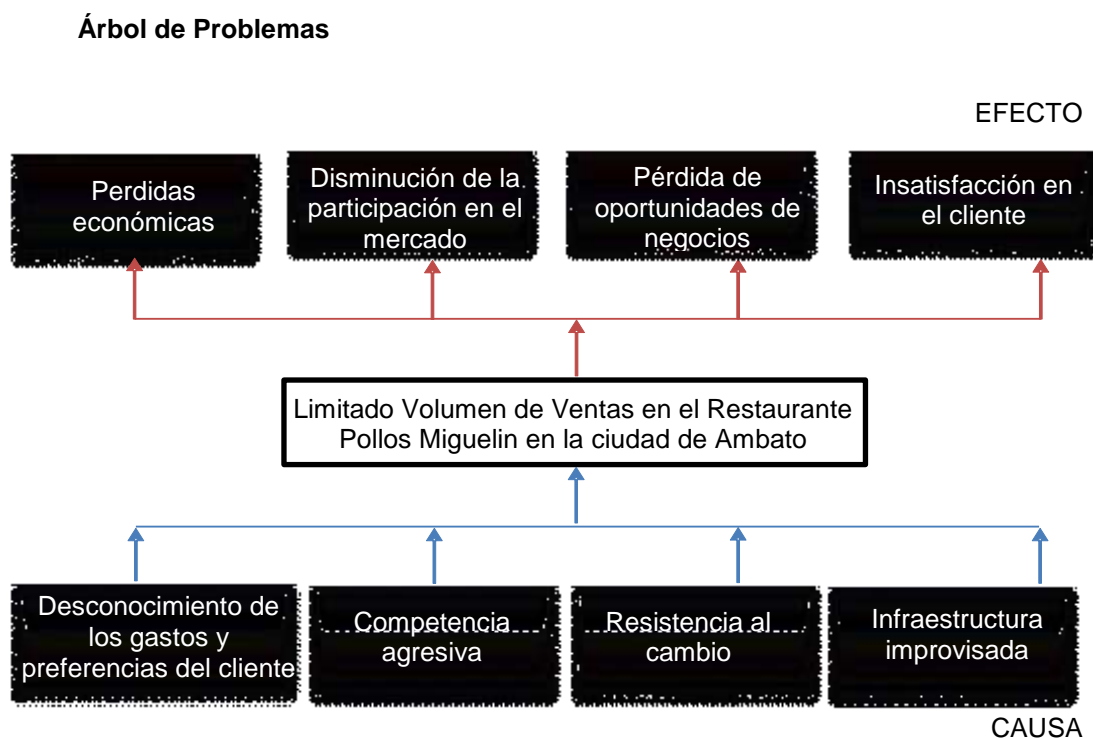 Árbol de Problemas
EFECTO
Perdidas
económicas
Disminución de la
participación en el
mercado
Pérdida de
oportunidades de
negocios
Insatisfacción en
el cliente
Limitado Volumen de Ventas en el Restaurante
Pollos Miguelin en la ciudad de Ambato
Desconocimiento de
los gastos y
preferencias del cliente
Competencia
agresiva
Resistencia al
cambio
Infraestructura
improvisada
CAUSA